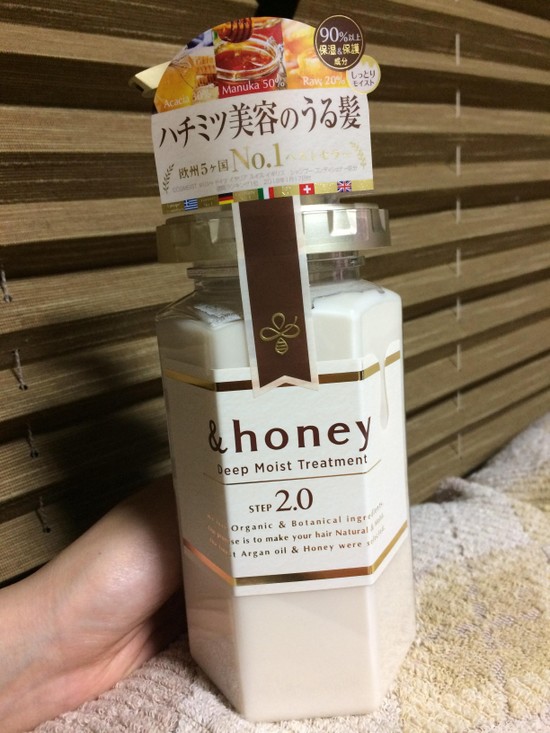 90%以上
保湿&保護
成分
しっとり
モイスト
Acacia
Manuka 50%
Raw 20%
ハチミツ美容のうる髪
欧州5ヶ国 No.1
&honey
Deep Moist Treatment
STEP 2.0
Organic & Botanical
is to make your hair Natural &
Argan oil & Honey were